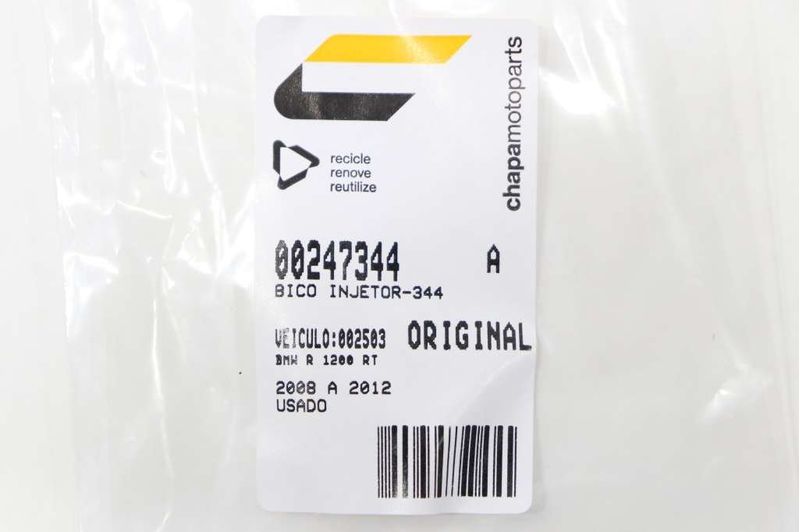 chapamotoparts
recicle
renove
reutilize
00247344 A
BICO INJETOR-344
VEICULO:002503 ORIGINAL
BMW R 1200 RT
2008 A 2012
USADO